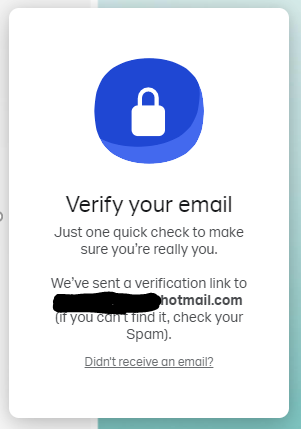 Verify your email
Just one quick check to make
sure you're really you.
We've sent a verification link to
hotmail.com
(if you can't find it, check your
Spam).
Didn't receive an email?